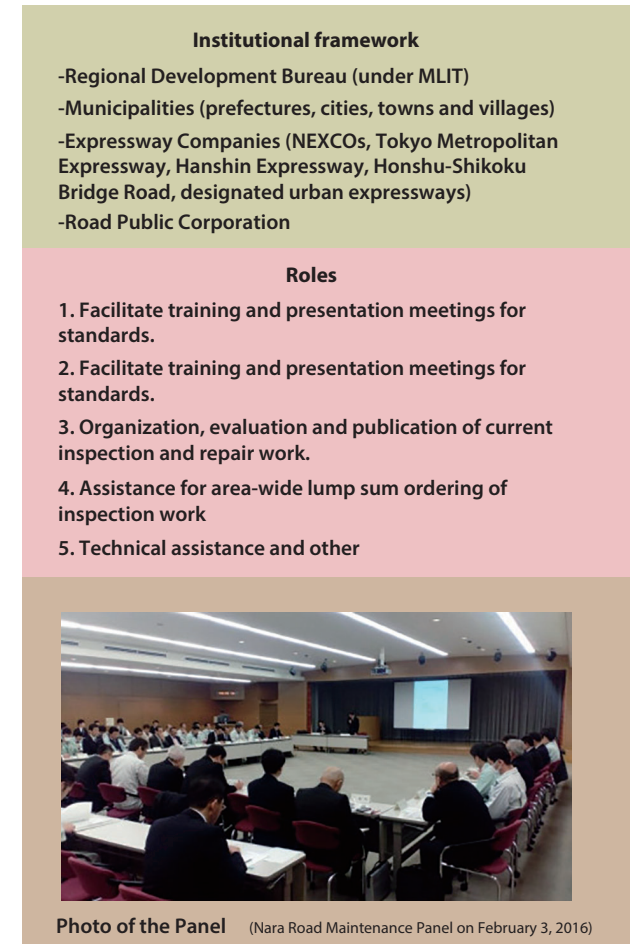 Institutional framework
-Regional Development Bureau (under MLIT)
-Municipalities (prefectures, cities, towns and villages)
-Expressway Companies (NEXCOs, Tokyo Metropolitan
Expressway, Hanshin Expressway, Honshu-Shikoku
Bridge Road, designated urban expressways)
-Road Public Corporation
Roles
1. Facilitate training and presentation meetings for
standards.
2. Facilitate training and presentation meetings for
standards.
3. Organization, evaluation and publication of current
inspection and repair work.
4. Assistance for area-wide lump sum ordering of
inspection work
5. Technical assistance and other
Photo of the Panel (Nara Road Maintenance Panel on February 3, 2016)